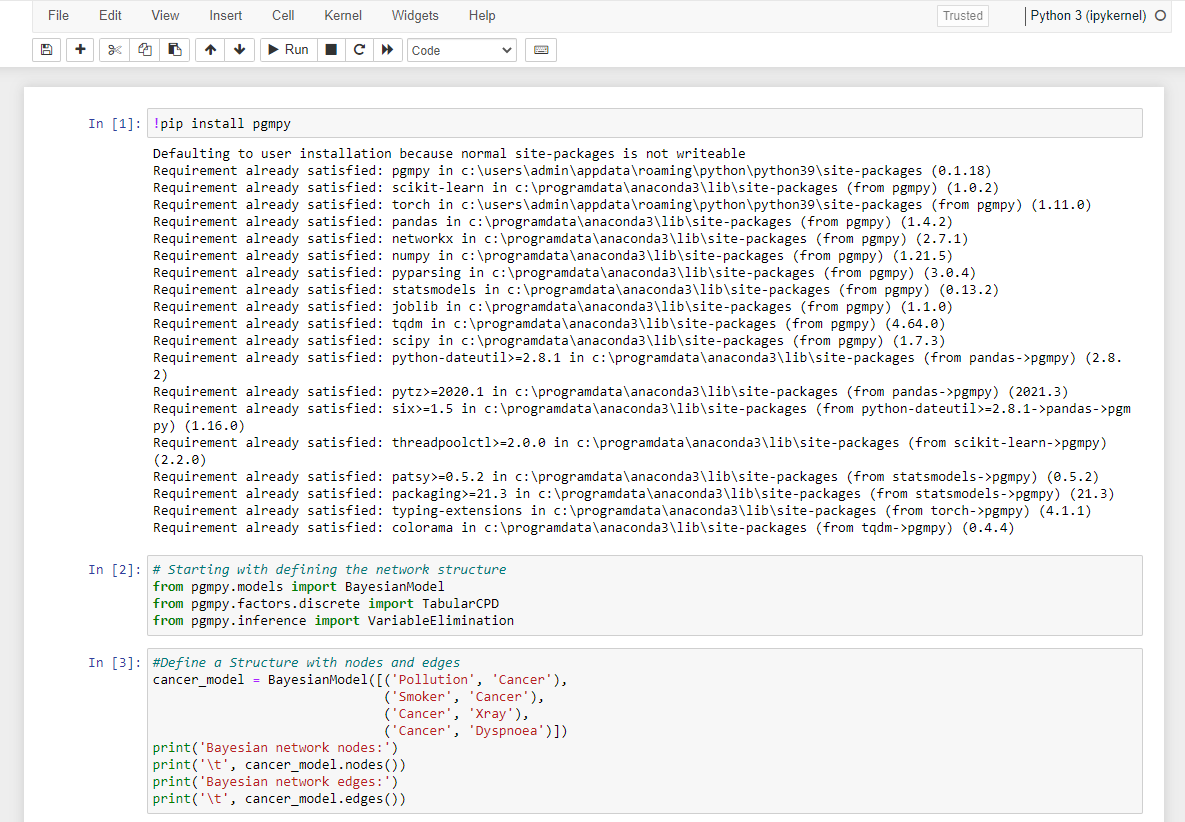 File Edit View Insert Cell Kernel Widgets Help Trusted Python 3 (ipykernel)
Run Code
In [1]: !pip install pgmpy
Defaulting to user installation because normal site-packages is not writeable
Requirement already satisfied: pgmpy in c:\users\admin\appdata\roaming\python\python39\site-packages (0.1.18)
Requirement already satisfied: scikit-learn in c:\programdata\anaconda3\lib\site-packages (from pgmpy) (1.0.2)
Requirement already satisfied: torch in c:\users\admin\appdata\roaming\python\python39\site-packages (from pgmpy) (1.11.0)
Requirement already satisfied: pandas in c:\programdata\anaconda3\lib\site-packages (from pgmpy) (1.4.2)
Requirement already satisfied: networkx in c:\programdata\anaconda3\lib\site-packages (from pgmpy) (2.7.1)
Requirement already satisfied: numpy in c:\programdata\anaconda3\lib\site-packages (from pgmpy) (1.21.5)
Requirement already satisfied: pyparsing in c:\programdata\anaconda3\lib\site-packages (from pgmpy) (3.0.4)
Requirement already satisfied: statsmodels in c:\programdata\anaconda3\lib\site-packages (from pgmpy) (0.13.2)
Requirement already satisfied: joblib in c:\programdata\anaconda3\lib\site-packages (from pgmpy) (1.1.0)
Requirement already satisfied: tqdm in c:\programdata\anaconda3\lib\site-packages (from pgmpy) (4.64.0)
Requirement already satisfied: scipy in c:\programdata\anaconda3\lib\site-packages (from pgmpy) (1.7.3)
Requirement already satisfied: python-dateutil>=2.8.1 in c:\programdata\anaconda3\lib\site-packages (from pandas->pgmpy) (2.8.
2)
Requirement already satisfied: pytz>=2020.1 in c:\programdata\anaconda3\lib\site-packages (from pandas->pgmpy) (2021.3)
Requirement already satisfied: six>=1.5 in c:\programdata\anaconda3\lib\site-packages (from python-dateutil>=2.8.1->pandas->pgm
py) (1.16.0)
Requirement already satisfied: threadpoolctl>=2.0.0 in c:\programdata\anaconda3\lib\site-packages (from scikit-learn->pgmpy)
(2.2.0)
Requirement already satisfied: patsy>=0.5.2 in c:\programdata\anaconda3\lib\site-packages (from statsmodels->pgmpy) (0.5.2)
Requirement already satisfied: packaging>=21.3 in c:\programdata\anaconda3\lib\site-packages (from statsmodels->pgmpy) (21.3)
Requirement already satisfied: typing-extensions in c:\programdata\anaconda3\lib\site-packages (from torch->pgmpy) (4.1.1)
Requirement already satisfied: colorama in c:\programdata\anaconda3\lib\site-packages (from tqdm->pgmpy) (0.4.4)
In [2]: # Starting with defining the network structure
from pgmpy.models import BayesianModel
from pgmpy.factors.discrete import TabularCPD
from pgmpy.inference import VariableElimination
In [3]: #Define a Structure with nodes and edges
cancer_model = BayesianModel([('Pollution', 'Cancer'),
('Smoker', 'Cancer'),
('Cancer', 'Xray'),
('Cancer', 'Dyspnoea')])
print('Bayesian network nodes:')
print('\t', cancer_model.nodes())
print('Bayesian network edges:')
print('\t', cancer_model.edges())